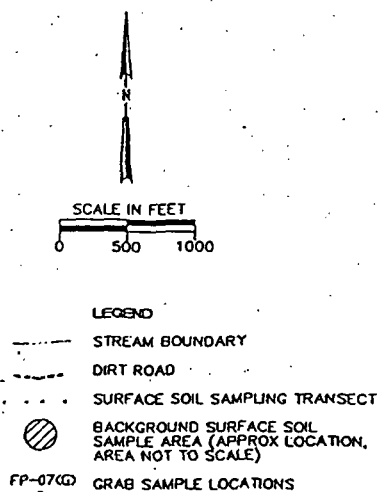 N
SCALE IN FEET
0 500 1000
LEGEND
STREAM BOUNDARY
DIRT ROAD
SURFACE SOIL SAMPLING TRANSECT
BACKGROUND SURFACE SOIL
SAMPLE AREA (APPROX LOCATION,
AREA NOT TO SCALE)
FP-07(G) GRAB SAMPLE LOCATIONS